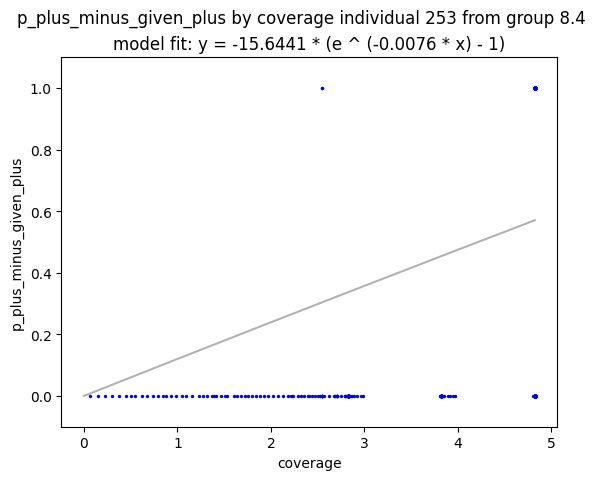 p_plus_minus_given_plus by coverage individual 253 from group 8.4
model fit: y = -15.6441 * (e ^ (-0.0076 * x) - 1)
1.0
0.8
0.6
0.4
0.2
0.0
p_plus_minus_given_plus
0 1 2 3 4 5
coverage